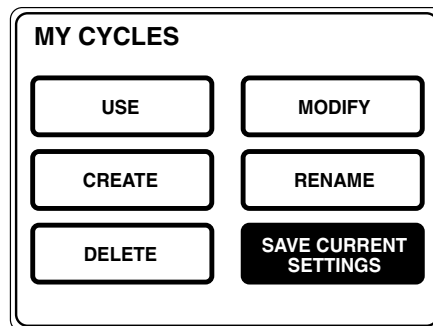 MY CYCLES
USE
MODIFY
CREATE
RENAME
DELETE
SAVE CURRENT
SETTINGS